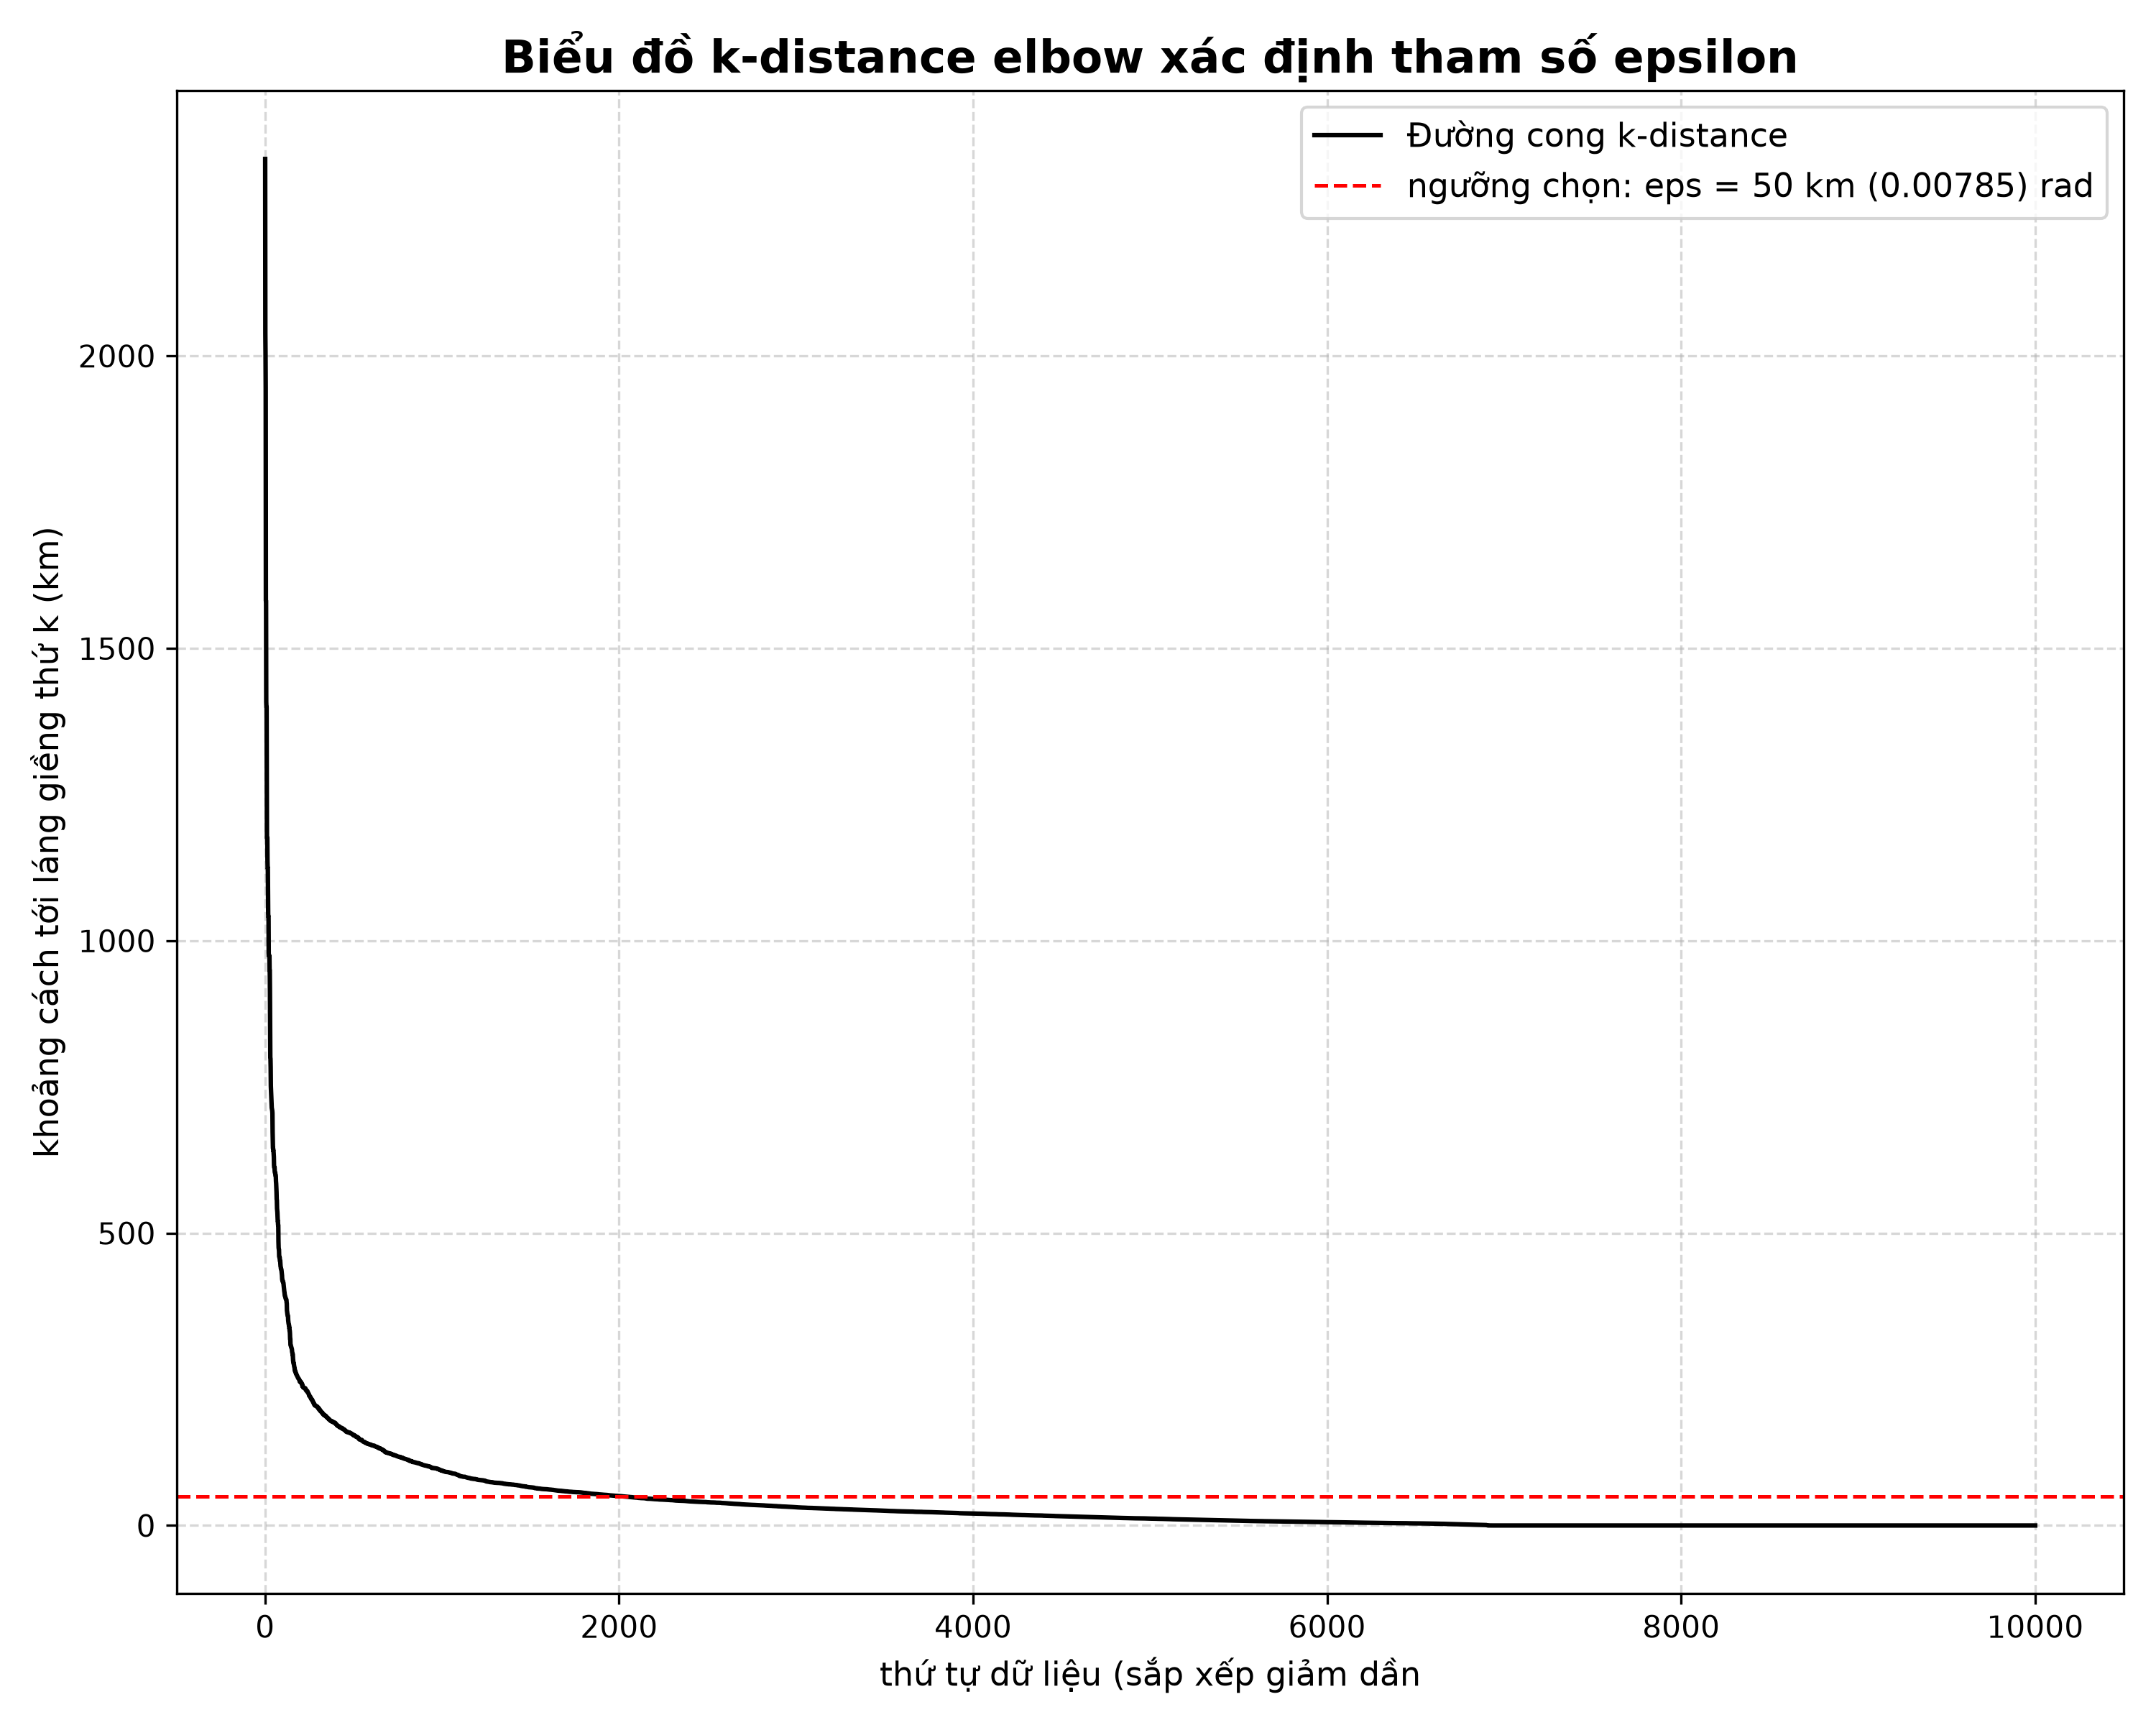 Biểu đồ k-distance elbow xác định tham số epsilon
Đường cong k-distance
ngưỡng chọn: eps = 50 km (0.00785) rad
khoảng cách tới láng giềng thứ k (km)
2000
1500
1000
500
0
0 2000 4000 6000 8000 10000
thứ tự dữ liệu (sắp xếp giảm dần